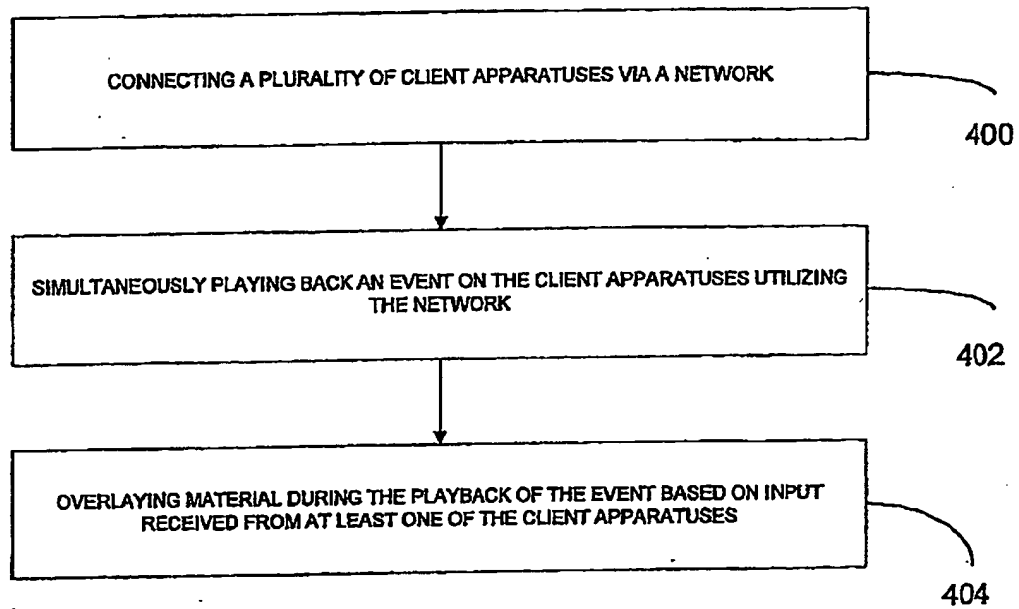 CONNECTING A PLURALITY OF CLIENT APPARATUSES VIA A NETWORK
400
SIMULTANEOUSLY PLAYING BACK AN EVENT ON THE CLIENT APPARATUSES UTILIZING
THE NETWORK
402
OVERLAYING MATERIAL DURING THE PLAYBACK OF THE EVENT BASED ON INPUT
RECEIVED FROM AT LEAST ONE OF THE CLIENT APPARATUSES
404